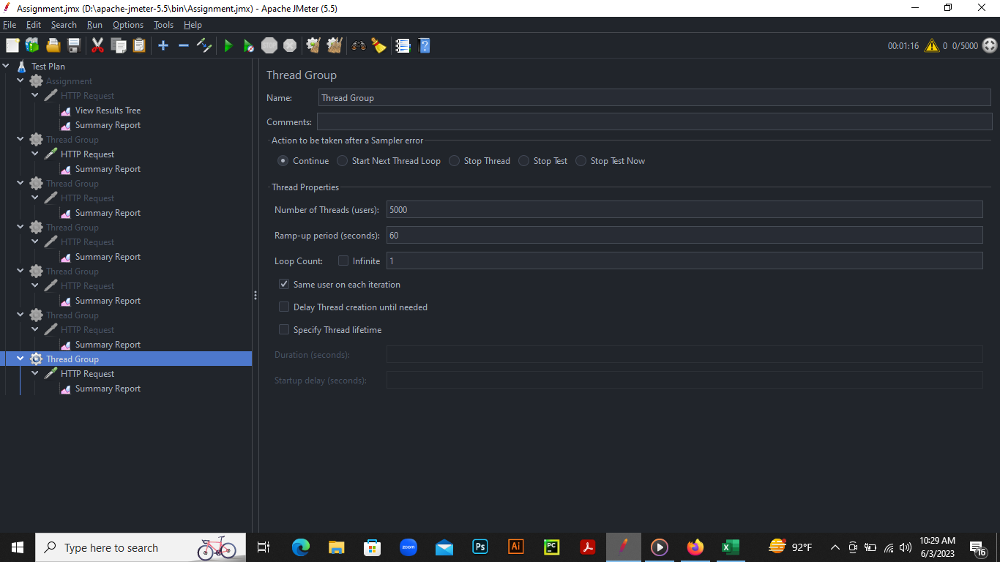 Assignment.jmx (D:\apache-jmeter-5.5\bin\Assignment.jmx) - Apache JMeter (5.5)
File Edit Search Run Options Tools Help
STOP
00:01:16 0 0/5000
Test Plan
Assignment
HTTP Request
View Results Tree
Summary Report
Thread Group
HTTP Request
Summary Report
Thread Group
HTTP Request
Summary Report
Thread Group
HTTP Request
Summary Report
Thread Group
HTTP Request
Summary Report
Thread Group
HTTP Request
Summary Report
Thread Group
HTTP Request
Summary Report
Thread Group
Name: Thread Group
Comments:
Action to be taken after a Sampler error
Continue Start Next Thread Loop Stop Thread Stop Test Stop Test Now
Thread Properties
Number of Threads (users): 5000
Ramp-up period (seconds): 60
Loop Count: Infinite 1
Same user on each iteration
Delay Thread creation until needed
Specify Thread lifetime
Duration (seconds):
Startup delay (seconds):
Type here to search
zoom
Ps
Ai
PC
92°F
10:29 AM
6/3/2023
16